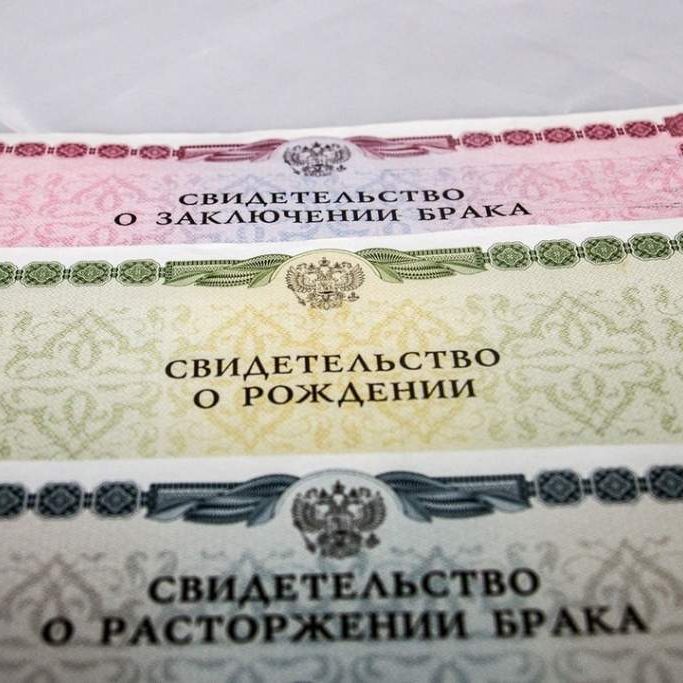 СВИДЕТЕЛЬСТВО
О ЗАКЛЮЧЕНИИ БРАКА
СВИДЕТЕЛЬСТВО
О РОЖДЕНИИ
СВИДЕТЕЛЬСТВО
О РАСТОРЖЕНИИ БРАКА